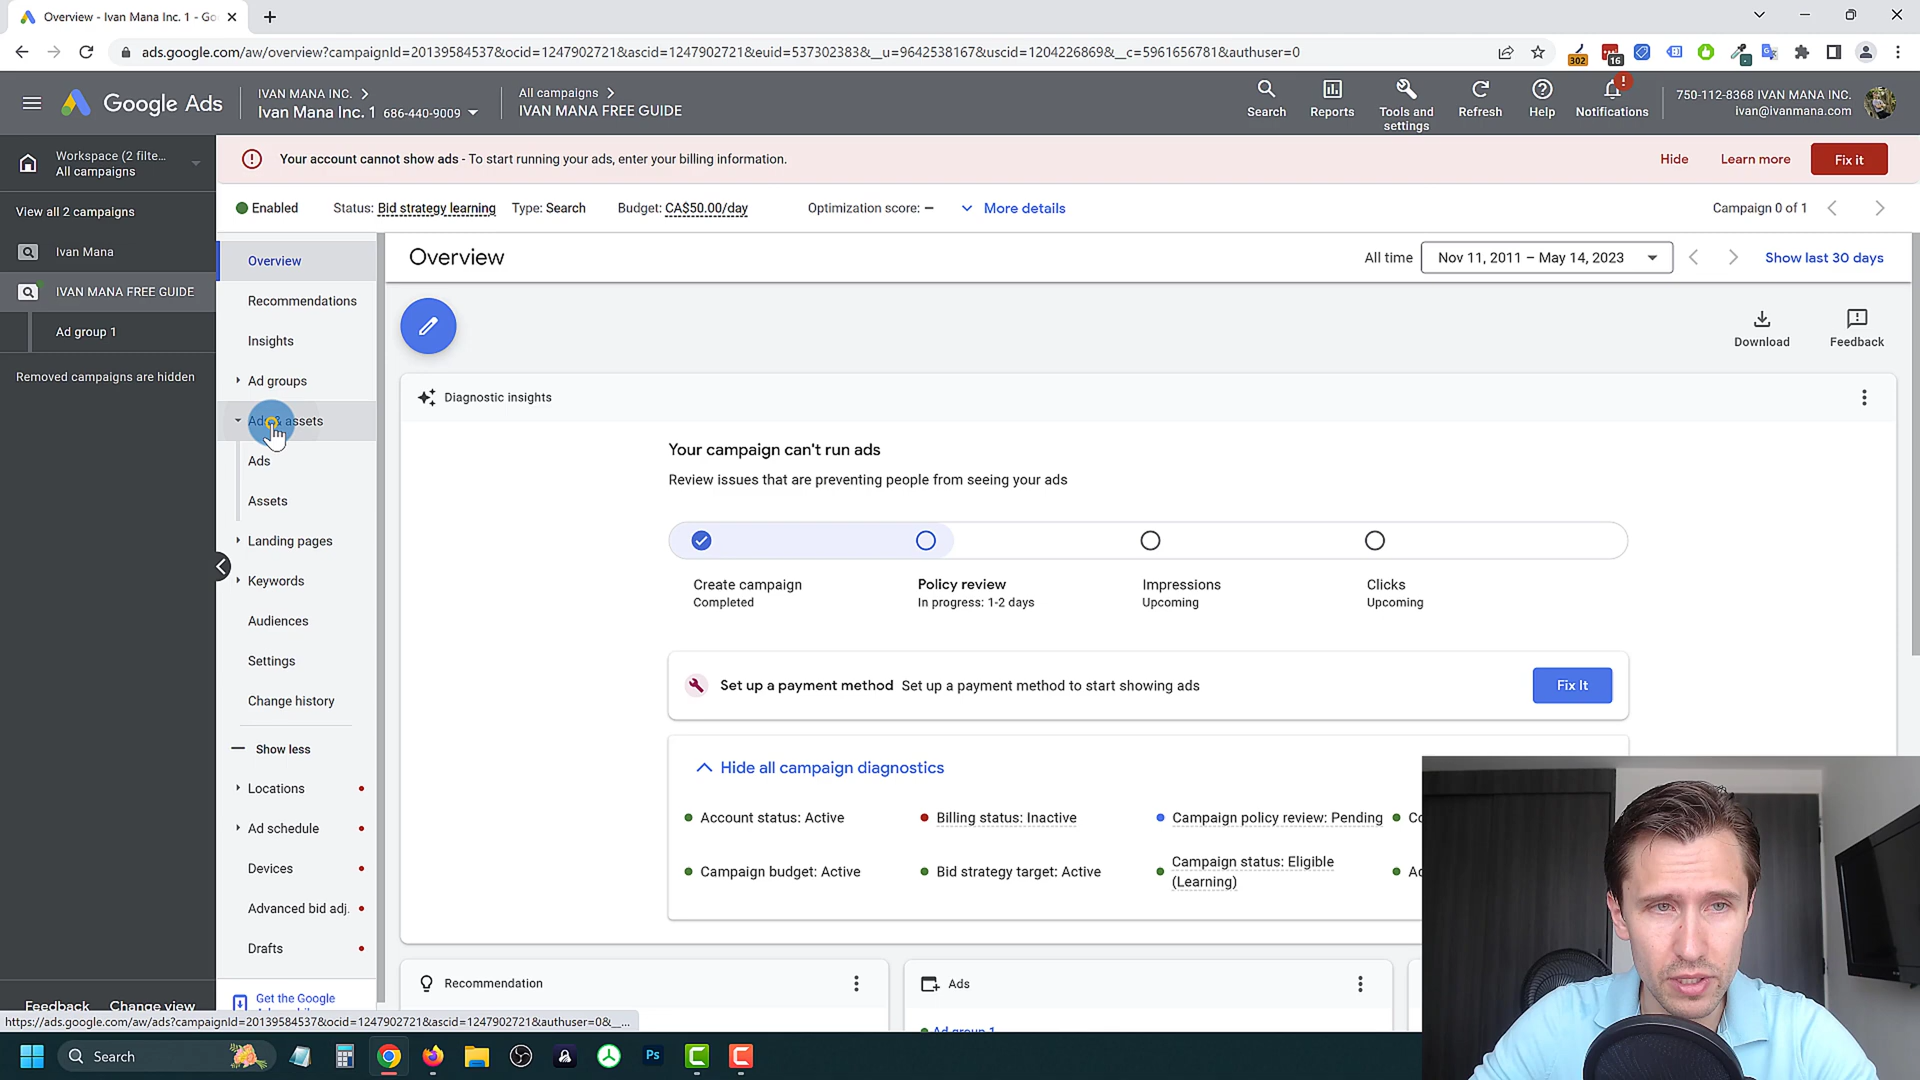 Overview - Ivan Mana Inc. 1 - Go
ads.google.com/aw/overview?campaignId=20139584537&ocid=1247902721&ascid=1247902721&euid=537302383&__u=9642538167&uscid=1204226869&__c=5961656781&authuser=0
302
16
Google Ads
IVAN MANA INC.
Ivan Mana Inc. 1 686-440-9009
All campaigns
IVAN MANA FREE GUIDE
Search
Reports
Tools and settings
Refresh
Help
Notifications
750-112-8368 IVAN MANA INC.
ivan@ivanmana.com
Workspace (2 filte...
All campaigns
Your account cannot show ads - To start running your ads, enter your billing information.
Hide
Learn more
Fix it
View all 2 campaigns
Enabled
Status: Bid strategy learning
Type: Search
Budget: CA$50.00/day
Optimization score: –
More details
Campaign 0 of 1
Ivan Mana
IVAN MANA FREE GUIDE
Ad group 1
Removed campaigns are hidden
Overview
Recommendations
Insights
Ad groups
Ads & assets
Ads
Assets
Landing pages
Keywords
Audiences
Settings
Change history
Show less
Locations
Ad schedule
Devices
Advanced bid adj.
Drafts
Get the Google
Feedback
Change view
Overview
All time
Nov 11, 2011 – May 14, 2023
Show last 30 days
Download
Feedback
Diagnostic insights
Your campaign can't run ads
Review issues that are preventing people from seeing your ads
Create campaign
Completed
Policy review
In progress: 1-2 days
Impressions
Upcoming
Clicks
Upcoming
Set up a payment method Set up a payment method to start showing ads
Fix It
Hide all campaign diagnostics
Account status: Active
Billing status: Inactive
Campaign policy review: Pending
Campaign budget: Active
Bid strategy target: Active
Campaign status: Eligible
(Learning)
Recommendation
Ads
Ad group 1
https://ads.google.com/aw/ads?campaignId=20139584537&ocid=1247902721&ascid=1247902721&authuser=0&__...
Search
Ps